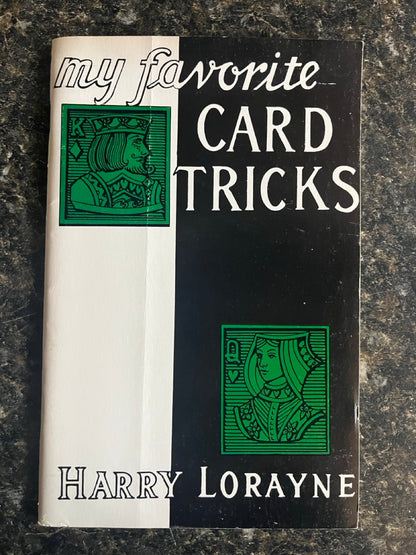 my favorite
CARD
TRICKS
K
Q
HARRY LORAYNE